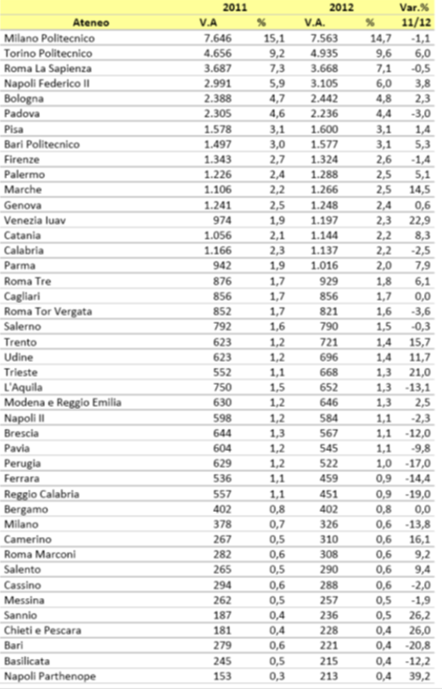 2011 2012 Var.%
Ateneo V.A % V.A. % 11/12
Milano Politecnico 7.646 15,1 7.563 14,7 -1,1
Torino Politecnico 4.656 9,2 4.935 9,6 6,0
Roma La Sapienza 3.687 7,3 3.668 7,1 -0,5
Napoli Federico II 2.991 5,9 3.105 6,0 3,8
Bologna 2.388 4,7 2.442 4,8 2,3
Padova 2.305 4,6 2.236 4,4 -3,0
Pisa 1.578 3,1 1.600 3,1 1,4
Bari Politecnico 1.497 3,0 1.577 3,1 5,3
Firenze 1.343 2,7 1.324 2,6 -1,4
Palermo 1.226 2,4 1.288 2,5 5,1
Marche 1.106 2,2 1.266 2,5 14,5
Genova 1.241 2,5 1.248 2,4 0,6
Venezia Iuav 974 1,9 1.197 2,3 22,9
Catania 1.056 2,1 1.144 2,2 8,3
Calabria 1.166 2,3 1.137 2,2 -2,5
Parma 942 1,9 1.016 2,0 7,9
Roma Tre 876 1,7 929 1,8 6,1
Cagliari 856 1,7 856 1,7 0,0
Roma Tor Vergata 852 1,7 821 1,6 -3,6
Salerno 792 1,6 790 1,5 -0,3
Trento 623 1,2 721 1,4 15,7
Udine 623 1,2 696 1,4 11,7
Trieste 552 1,1 668 1,3 21,0
L'Aquila 750 1,5 652 1,3 -13,1
Modena e Reggio Emilia 630 1,2 646 1,3 2,5
Napoli II 598 1,2 584 1,1 -2,3
Brescia 644 1,3 567 1,1 -12,0
Pavia 604 1,2 545 1,1 -9,8
Perugia 629 1,2 522 1,0 -17,0
Ferrara 536 1,1 459 0,9 -14,4
Reggio Calabria 557 1,1 451 0,9 -19,0
Bergamo 402 0,8 402 0,8 0,0
Milano 378 0,7 326 0,6 -13,8
Camerino 267 0,5 310 0,6 16,1
Roma Marconi 282 0,6 308 0,6 9,2
Salento 265 0,5 290 0,6 9,4
Cassino 294 0,6 288 0,6 -2,0
Messina 262 0,5 257 0,5 -1,9
Sannio 187 0,4 236 0,5 26,2
Chieti e Pescara 181 0,4 228 0,4 26,0
Bari 279 0,6 221 0,4 -20,8
Basilicata 245 0,5 215 0,4 -12,2
Napoli Parthenope 153 0,3 213 0,4 39,2